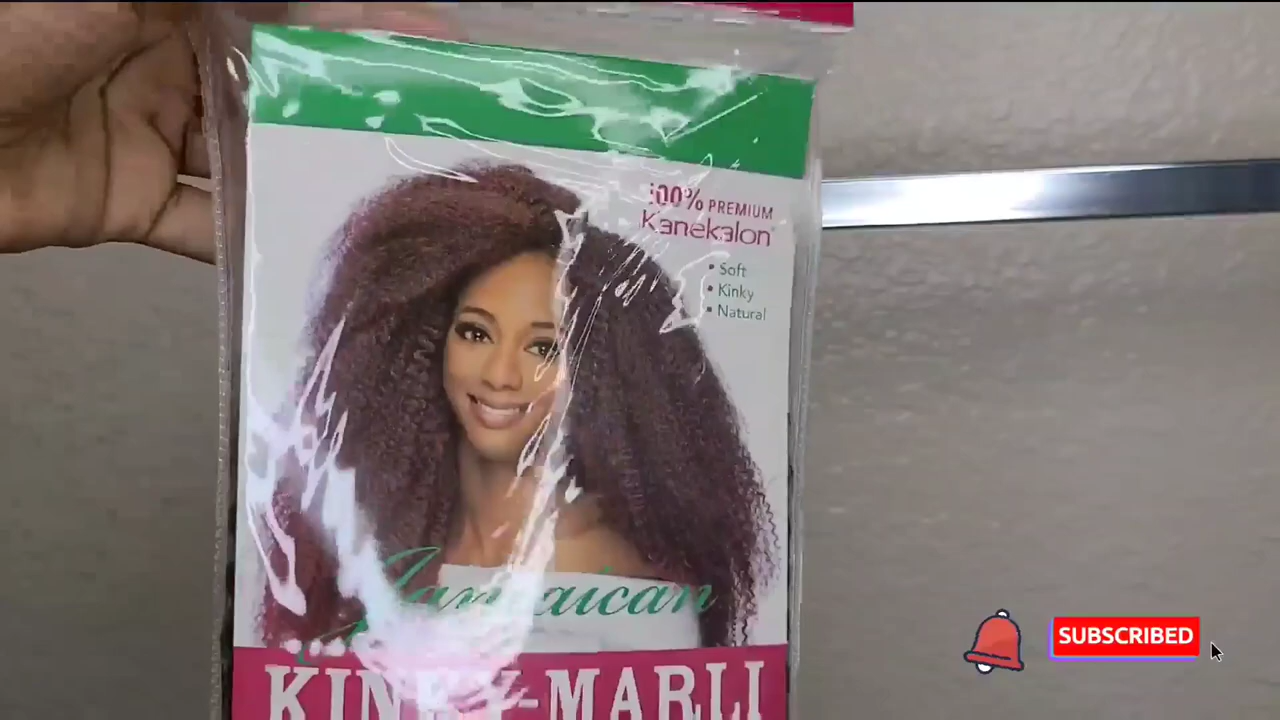 100% PREMIUM
Kanekalon
• Soft
• Kinky
• Natural
Jamaican
KINKY-MARLI
SUBSCRIBED